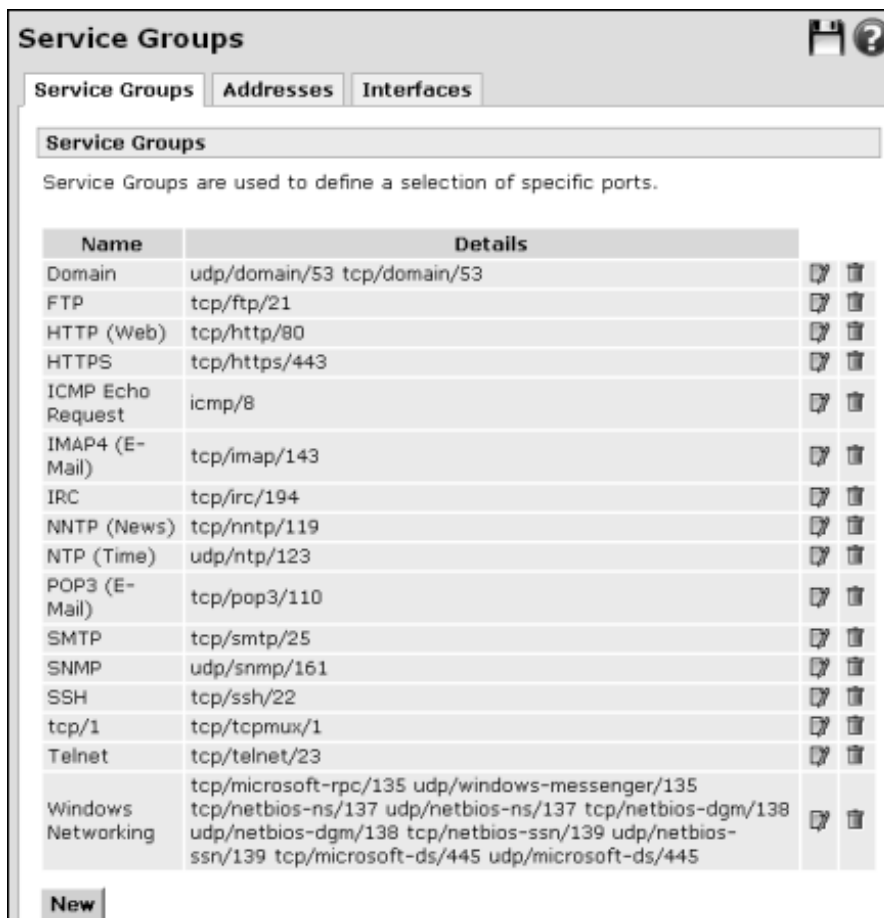 Service Groups
Service Groups Addresses Interfaces
Service Groups
Service Groups are used to define a selection of specific ports.
Name Details
Domain udp/domain/53 tcp/domain/53
FTP tcp/ftp/21
HTTP (Web) tcp/http/80
HTTPS tcp/https/443
ICMP Echo
Request
icmp/8
IMAP4 (E-
Mail)
tcp/imap/143
IRC tcp/irc/194
NNTP (News) tcp/nntp/119
NTP (Time) udp/ntp/123
POP3 (E-
Mail)
tcp/pop3/110
SMTP tcp/smtp/25
SNMP udp/snmp/161
SSH tcp/ssh/22
tcp/1 tcp/tcpmux/1
Telnet tcp/telnet/23
Windows
Networking
tcp/microsoft-rpc/135 udp/windows-messenger/135
tcp/netbios-ns/137 udp/netbios-ns/137 tcp/netbios-dgm/138
udp/netbios-dgm/138 tcp/netbios-ssn/139 udp/netbios-
ssn/139 tcp/microsoft-ds/445 udp/microsoft-ds/445
New